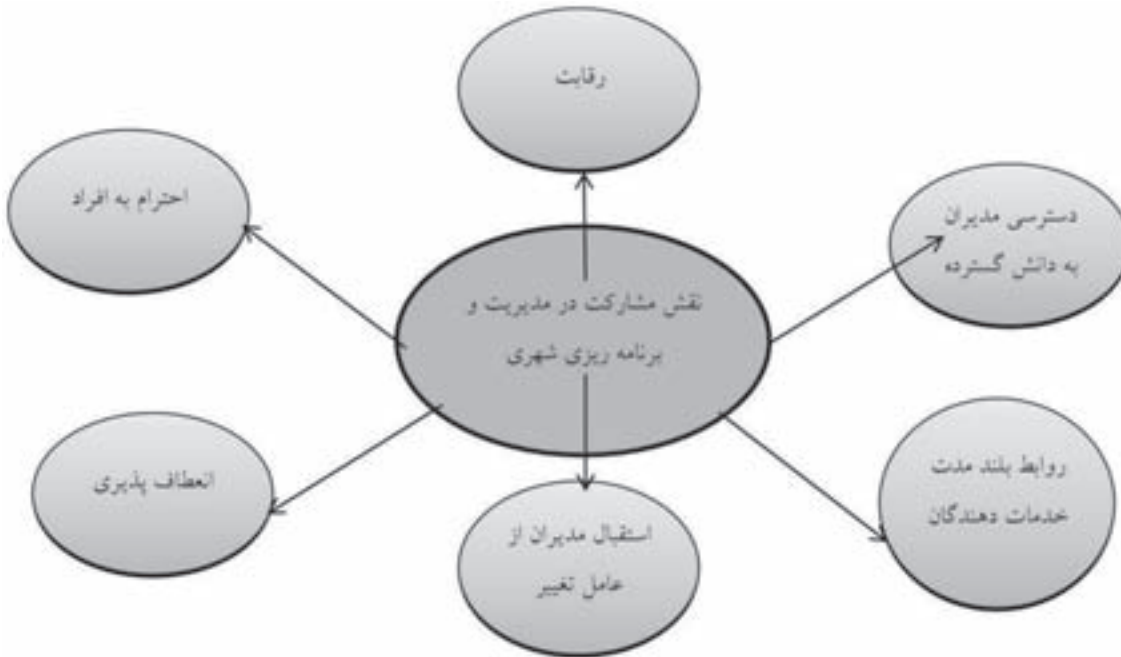 رقابت
احترام به افراد
دسترسی مدیران
به دانش گسترده
نقش مشارکت در مدیریت و
برنامه ریزی شهری
انعطاف پذیری
روابط بلند مدت
خدمات دهندگان
استقبال مدیران از
عامل تغییر